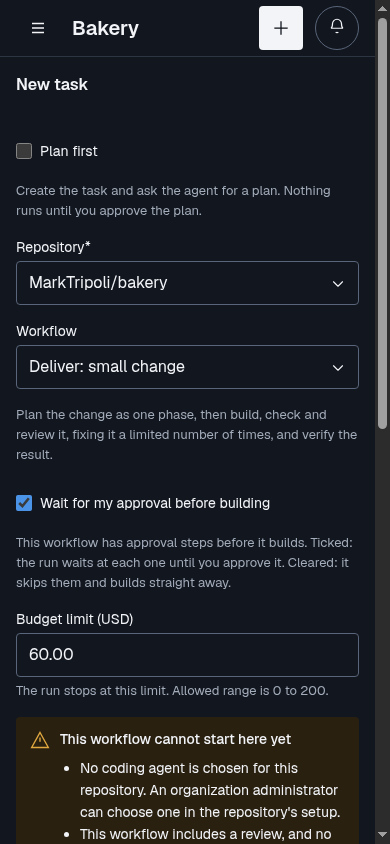 Bakery
New task
Plan first
Create the task and ask the agent for a plan. Nothing
runs until you approve the plan.
Repository*
MarkTripoli/bakery
Workflow
Deliver: small change
Plan the change as one phase, then build, check and
review it, fixing it a limited number of times, and verify the
result.
Wait for my approval before building
This workflow has approval steps before it builds. Ticked:
the run waits at each one until you approve it. Cleared: it
skips them and builds straight away.
Budget limit (USD)
60.00
The run stops at this limit. Allowed range is 0 to 200.
This workflow cannot start here yet
No coding agent is chosen for this
repository. An organization administrator
can choose one in the repository's setup.
This workflow includes a review, and no